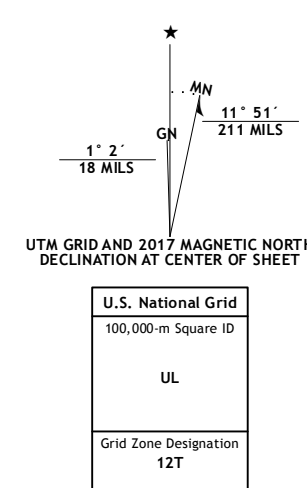 ★
MN
GN
11° 51´
211 MILS
1° 2´
18 MILS
UTM GRID AND 2017 MAGNETIC NORTH
DECLINATION AT CENTER OF SHEET
U.S. National Grid
100,000-m Square ID
UL
Grid Zone Designation
12T